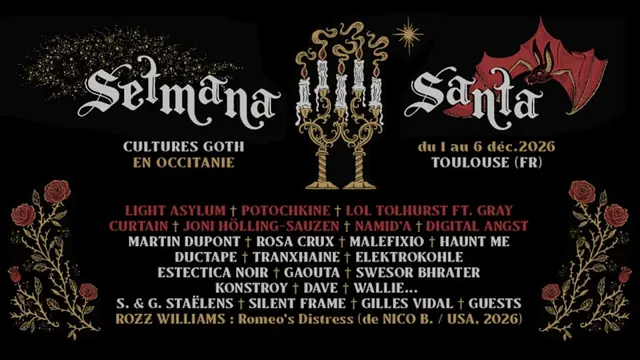 Setmana Santa
CULTURES GOTH
EN OCCITANIE
du 1 au 6 déc.2026
TOULOUSE (FR)
LIGHT ASYLUM † POTOCHKINE † LOL TOLHURST FT. GRAY
CURTAIN † JONI HÖLLING-SAUZEN † NAMID'A † DIGITAL ANGST
MARTIN DUPONT † ROSA CRUX † MALEFIXIO † HAUNT ME
DUCTAPE † TRANXHAINE † ELEKTROKOHLE
ESTECTICA NOIR † GAOUTA † SWESOR BHRATER
KONSTROY † DAVE † WALLIE...
S. & G. STAËLENS † SILENT FRAME † GILLES VIDAL † GUESTS
ROZZ WILLIAMS : Romeo's Distress (de NICO B. / USA, 2026)